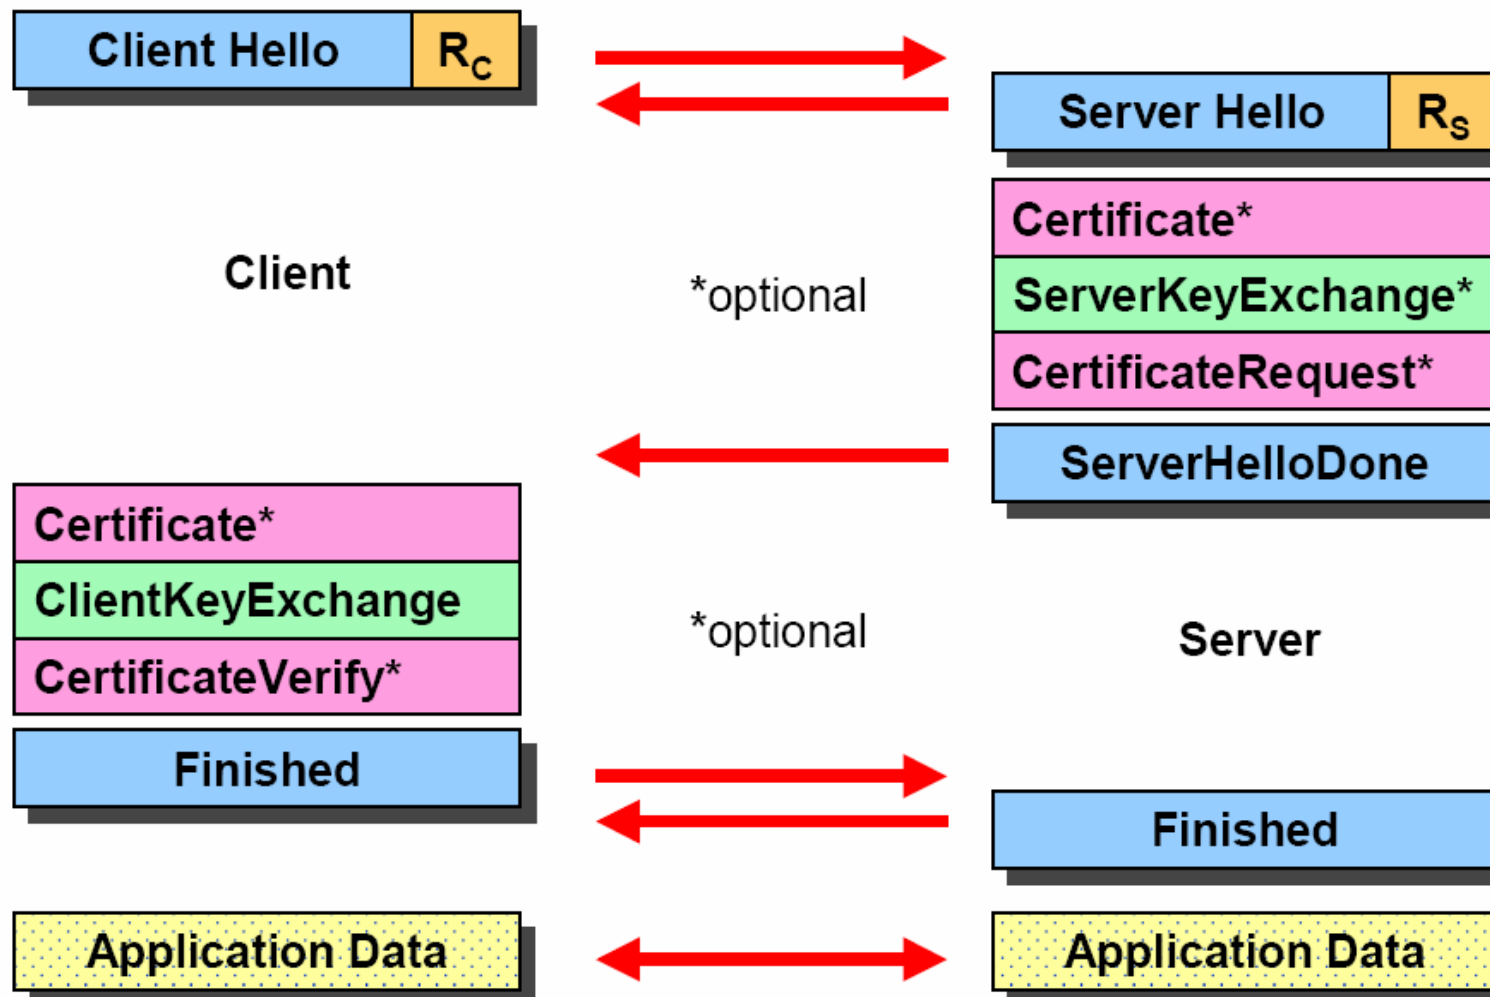 Client Hello R_C
Server Hello R_S
Certificate*
Client
*optional
ServerKeyExchange*
CertificateRequest*
ServerHelloDone
Certificate*
ClientKeyExchange
*optional
Server
CertificateVerify*
Finished
Finished
Application Data
Application Data